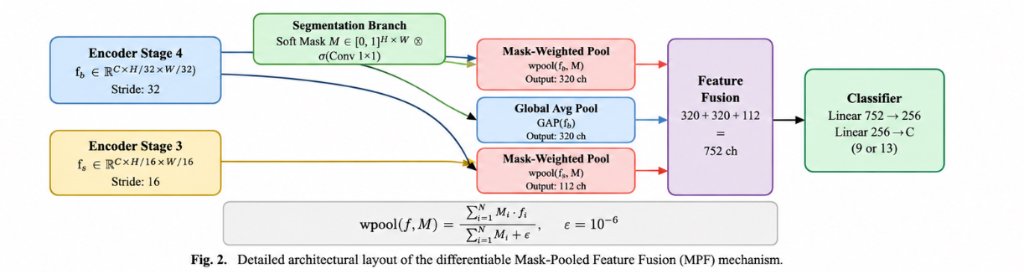 Segmentation Branch
Soft Mask M ∈ [0, 1]^{H × W} ⊗
σ(Conv 1×1)
Encoder Stage 4
f_b ∈ ℝ^{C×H/32×W/32)}
Stride: 32
Mask-Weighted Pool
wpool(f_b, M)
Output: 320 ch
Global Avg Pool
GAP(f_b)
Output: 320 ch
Feature
Fusion
320 + 320 + 112
=
752 ch
Classifier
Linear 752 → 256
Linear 256 → C
(9 or 13)
Encoder Stage 3
f_s ∈ ℝ^{C×H/16×W/16}
Stride: 16
Mask-Weighted Pool
wpool(f_s, M)
Output: 112 ch
wpool(f, M) = \frac{∑_{i=1}^{N} M_i · f_i}{∑_{i=1}^{N} M_i + ε}, ε = 10^{−6}
Fig. 2. Detailed architectural layout of the differentiable Mask-Pooled Feature Fusion (MPF) mechanism.